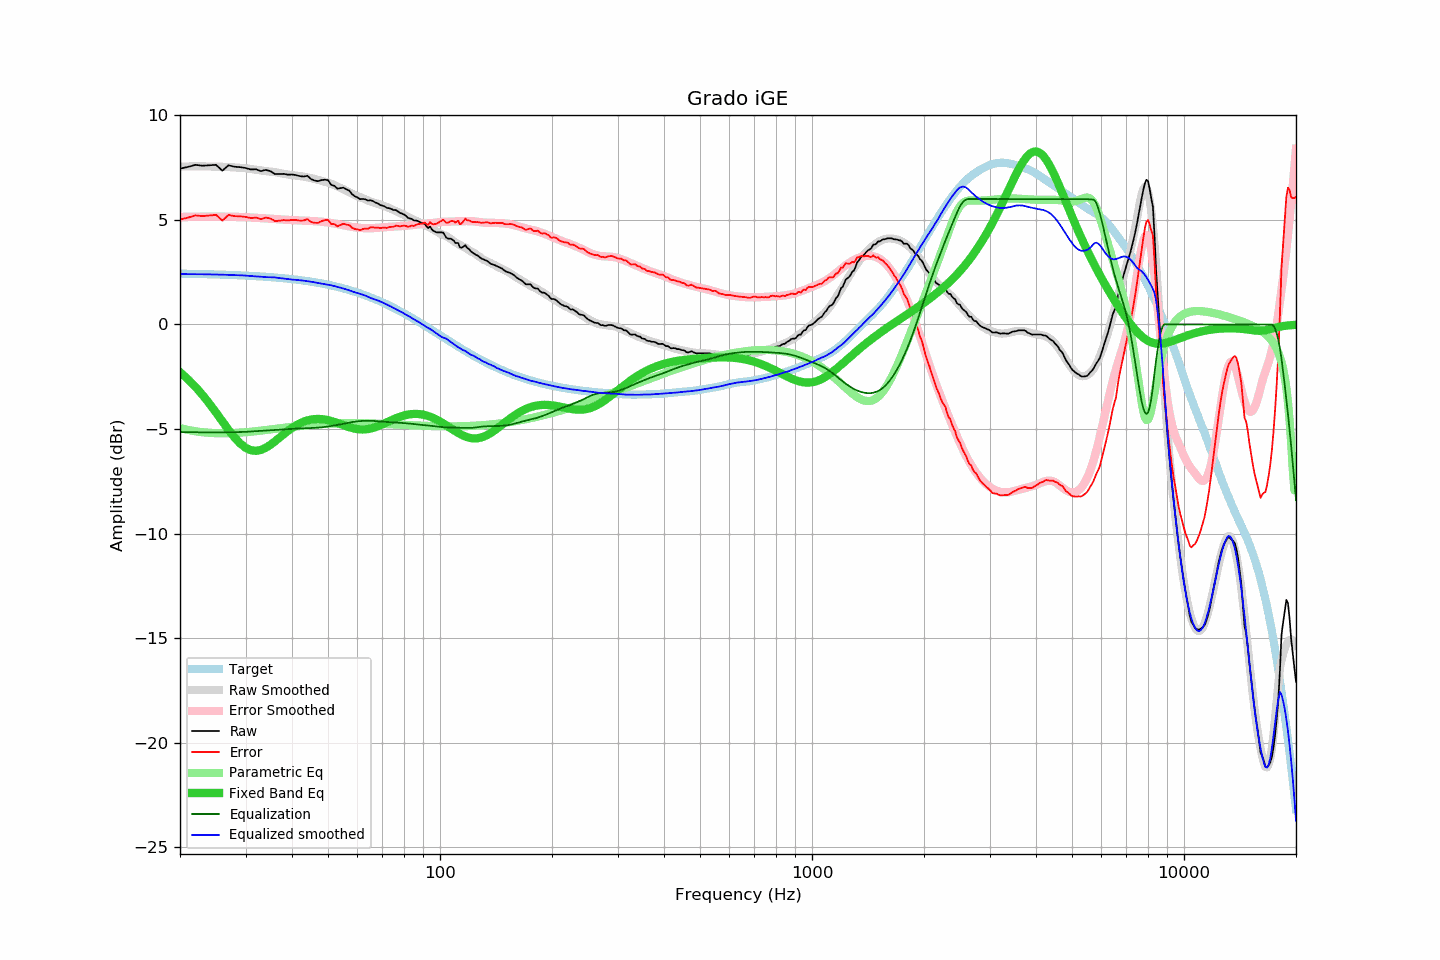 Grado iGE
10
5
0
−5
−10
−15
−20
−25
Amplitude (dBr)
100
1000
10000
Frequency (Hz)
Target
Raw Smoothed
Error Smoothed
Raw
Error
Parametric Eq
Fixed Band Eq
Equalization
Equalized smoothed